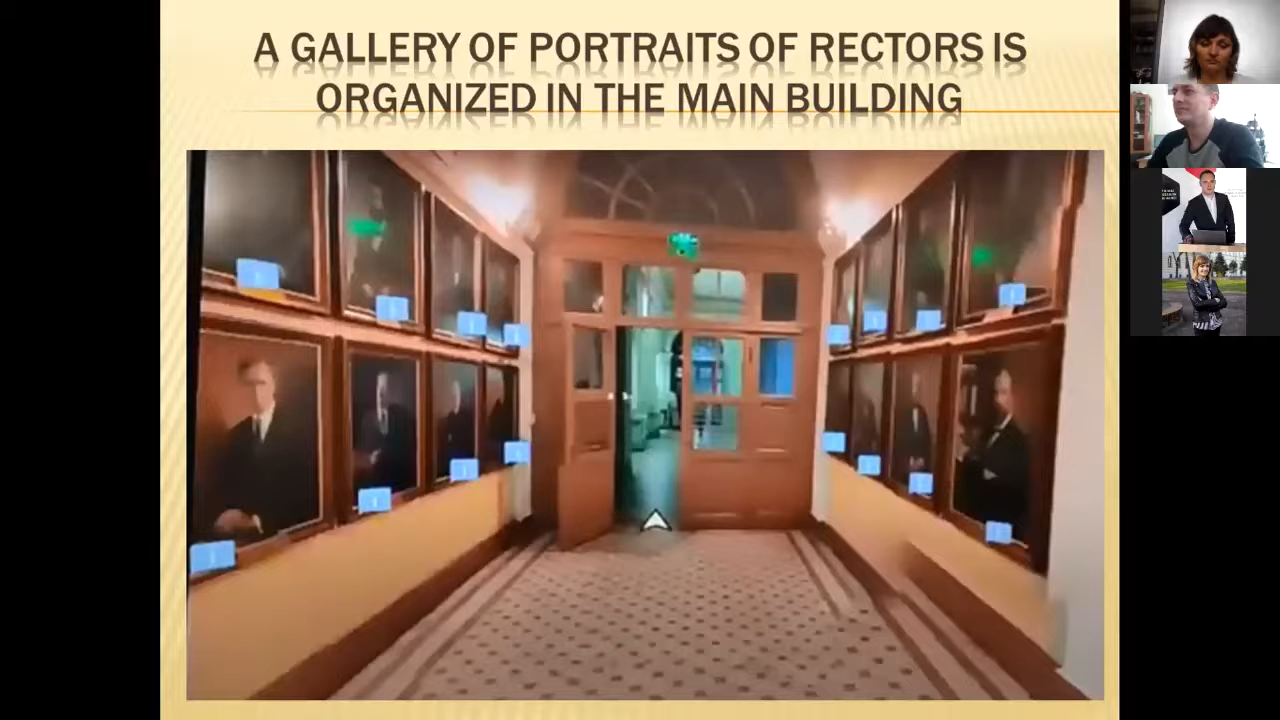 A GALLERY OF PORTRAITS OF RECTORS IS
ORGANIZED IN THE MAIN BUILDING